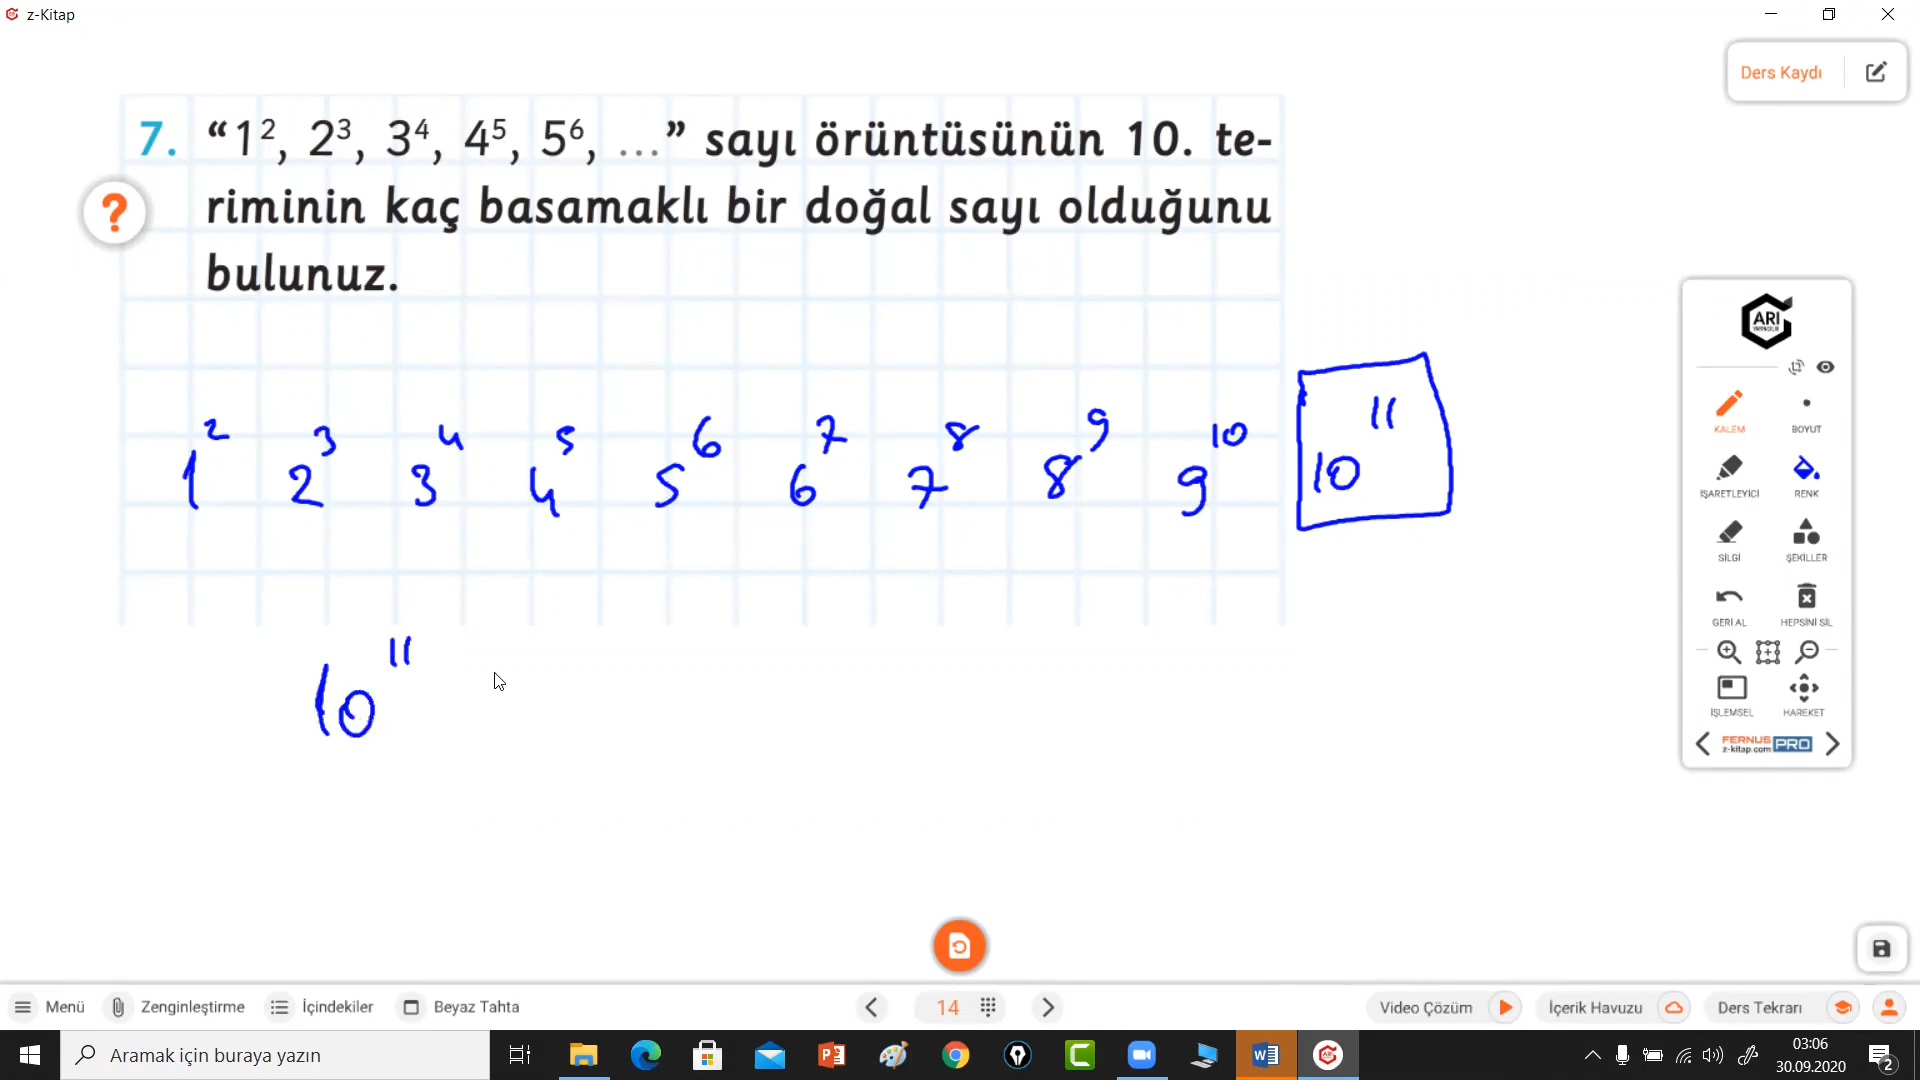 z-Kitap
Ders Kaydı
7. “1², 2³, 3⁴, 4⁵, 5⁶, ...” sayı örüntüsünün 10. te-
riminin kaç basamaklı bir doğal sayı olduğunu
bulunuz.
?
1² 2³ 3⁴ 4⁵ 5⁶ 6⁷ 7⁸ 8⁹ 9¹⁰ 10¹¹
10¹¹
ARI
YAYINCILIK
KALEM BOYUT
İŞARETLEYİCİ RENK
SİLGİ ŞEKİLLER
GERİ AL HEPSİNİ SİL
İŞLEMSEL HAREKET
FERNUS PRO
z-kitap.com
Menü Zenginleştirme İçindekiler Beyaz Tahta 14 Video Çözüm İçerik Havuzu Ders Tekrarı
Aramak için buraya yazın
03:06
30.09.2020
2